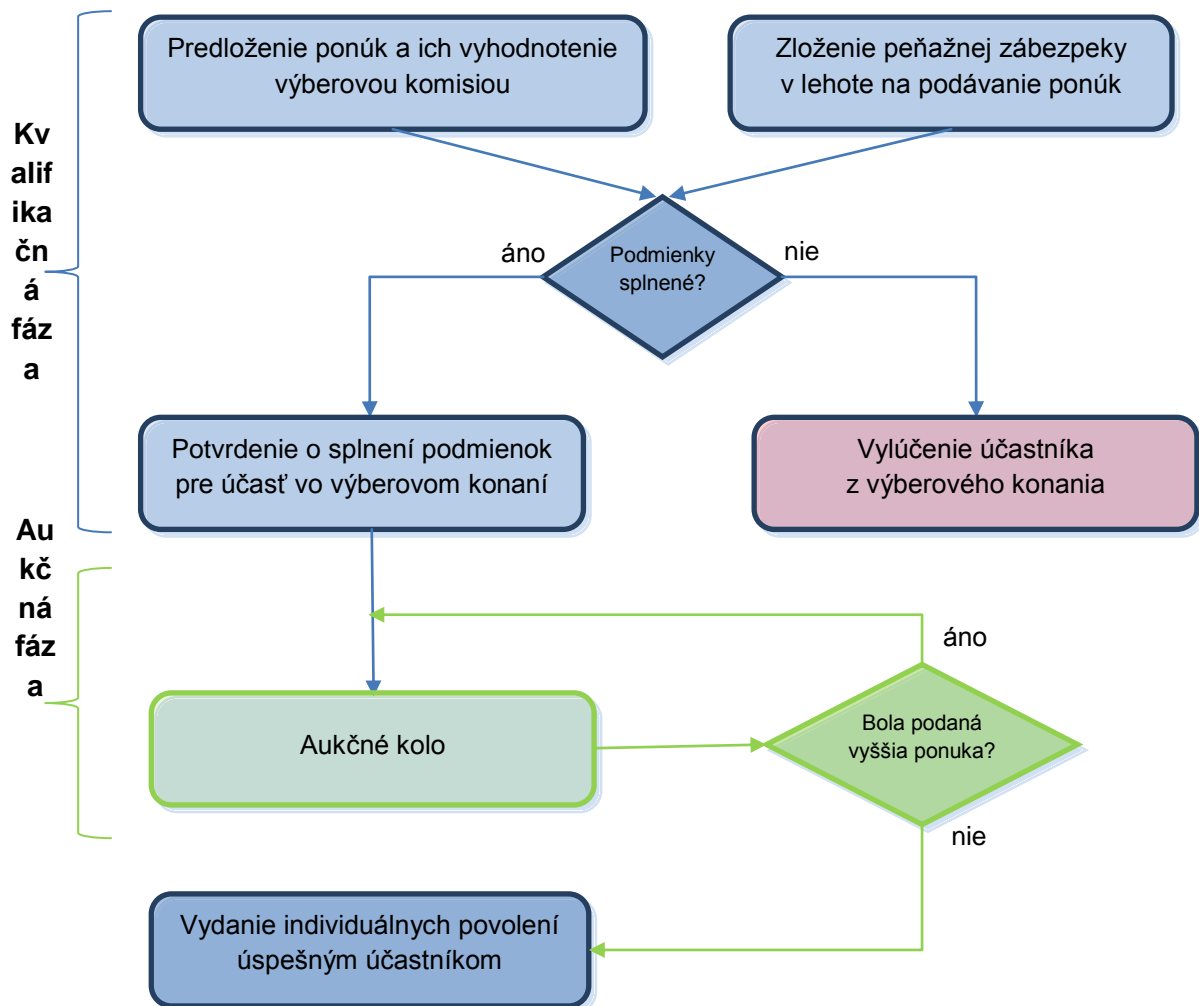 Predloženie ponúk a ich vyhodnotenie
výberovou komisiou
Zloženie peňažnej zábezpeky
v lehote na podávanie ponúk
Kv
alif
ika
čn
á
fáz
a
áno
Podmienky
splnené?
nie
Potvrdenie o splnení podmienok
pre účasť vo výberovom konaní
Vylúčenie účastníka
z výberového konania
Au
kč
ná
fáz
a
áno
Aukčné kolo
Bola podaná
vyššia ponuka?
nie
Vydanie individuálnych povolení
úspešným účastníkom